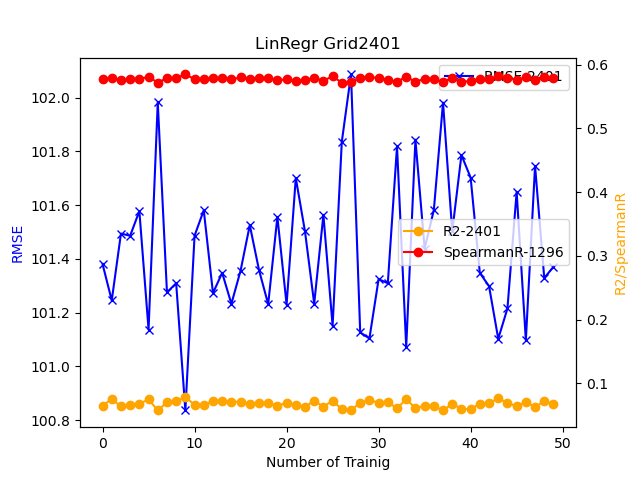 LinRegr Grid2401
RMSE-2401
R2-2401
SpearmanR-1296
RMSE
R2/SpearmanR
102.0
101.8
101.6
101.4
101.2
101.0
100.8
0.6
0.5
0.4
0.3
0.2
0.1
0 10 20 30 40 50
Number of Trainig